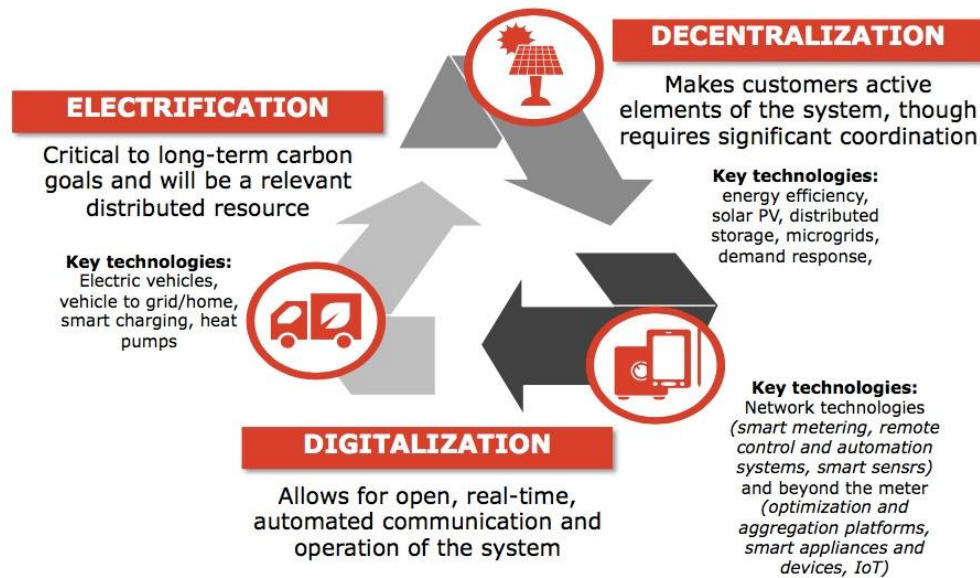 DECENTRALIZATION
Makes customers active
elements of the system, though
requires significant coordination
Key technologies:
energy efficiency,
solar PV, distributed
storage, microgrids,
demand response,
ELECTRIFICATION
Critical to long-term carbon
goals and will be a relevant
distributed resource
Key technologies:
Electric vehicles,
vehicle to grid/home,
smart charging, heat
pumps
DIGITALIZATION
Allows for open, real-time,
automated communication and
operation of the system
Key technologies:
Network technologies
(smart metering, remote
control and automation
systems, smart sensrs)
and beyond the meter
(optimization and
aggregation platforms,
smart appliances and
devices, IoT)